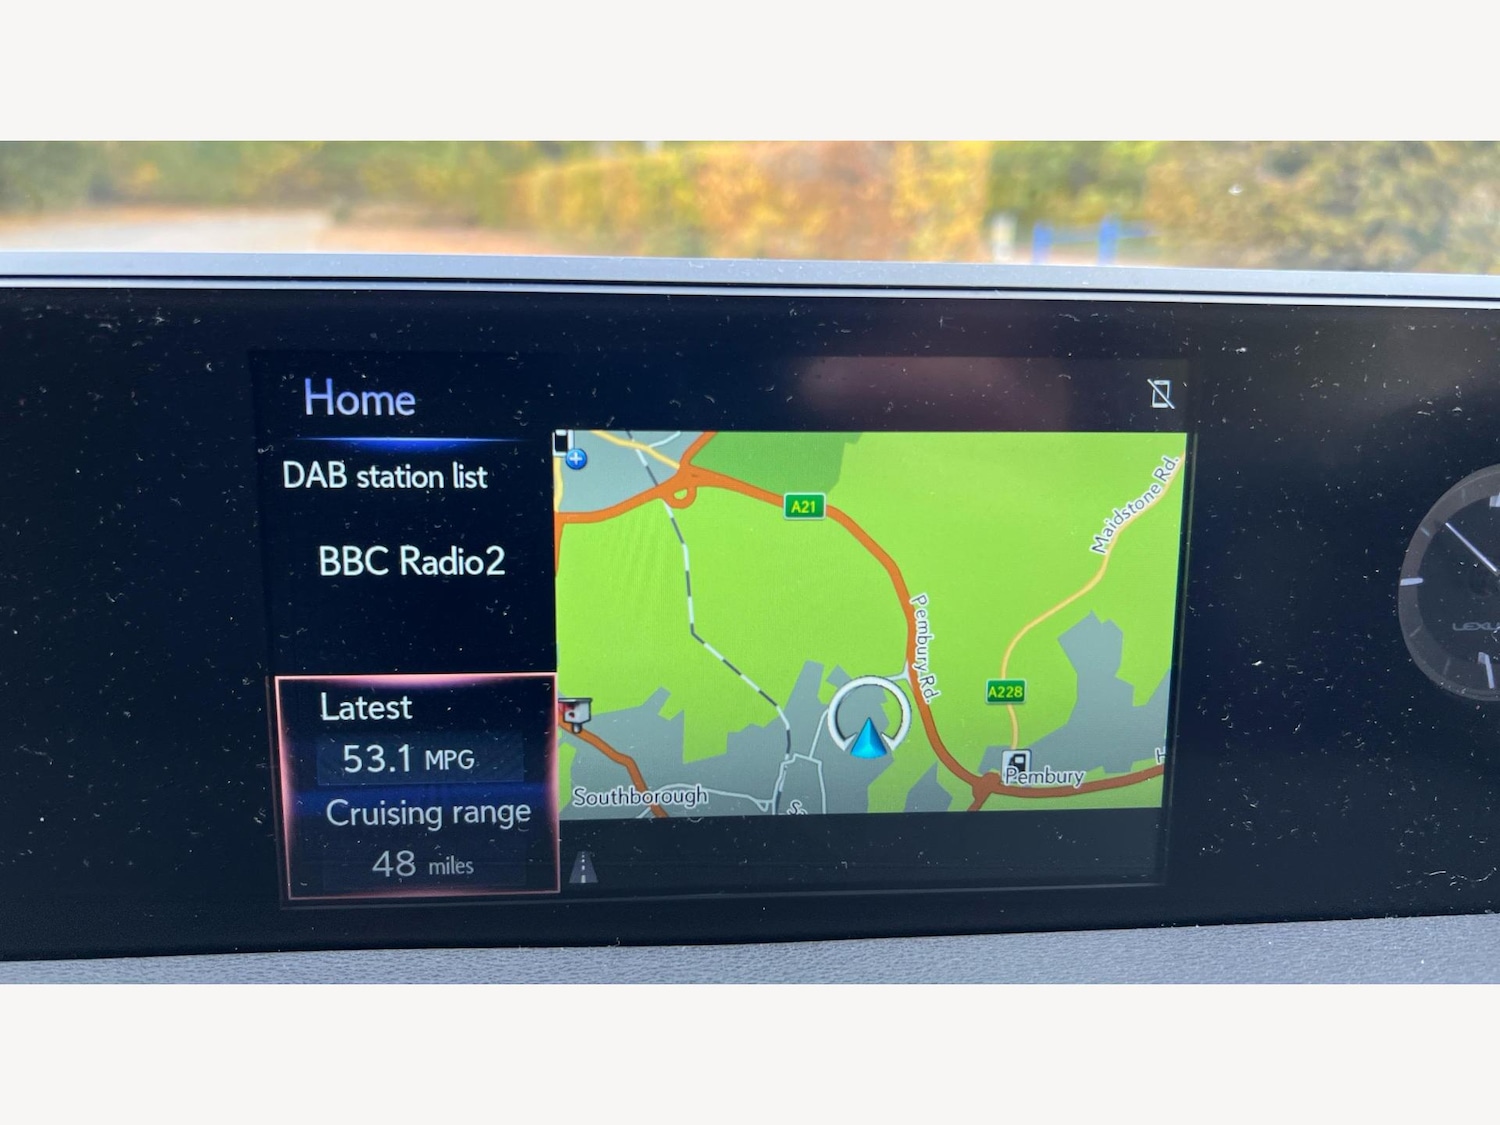 Home
DAB station list
BBC Radio2
Latest
53.1 MPG
Cruising range
48 miles
A21
Maidstone Rd.
Pembury Rd.
A228
Pembury
Southborough
LEXUS